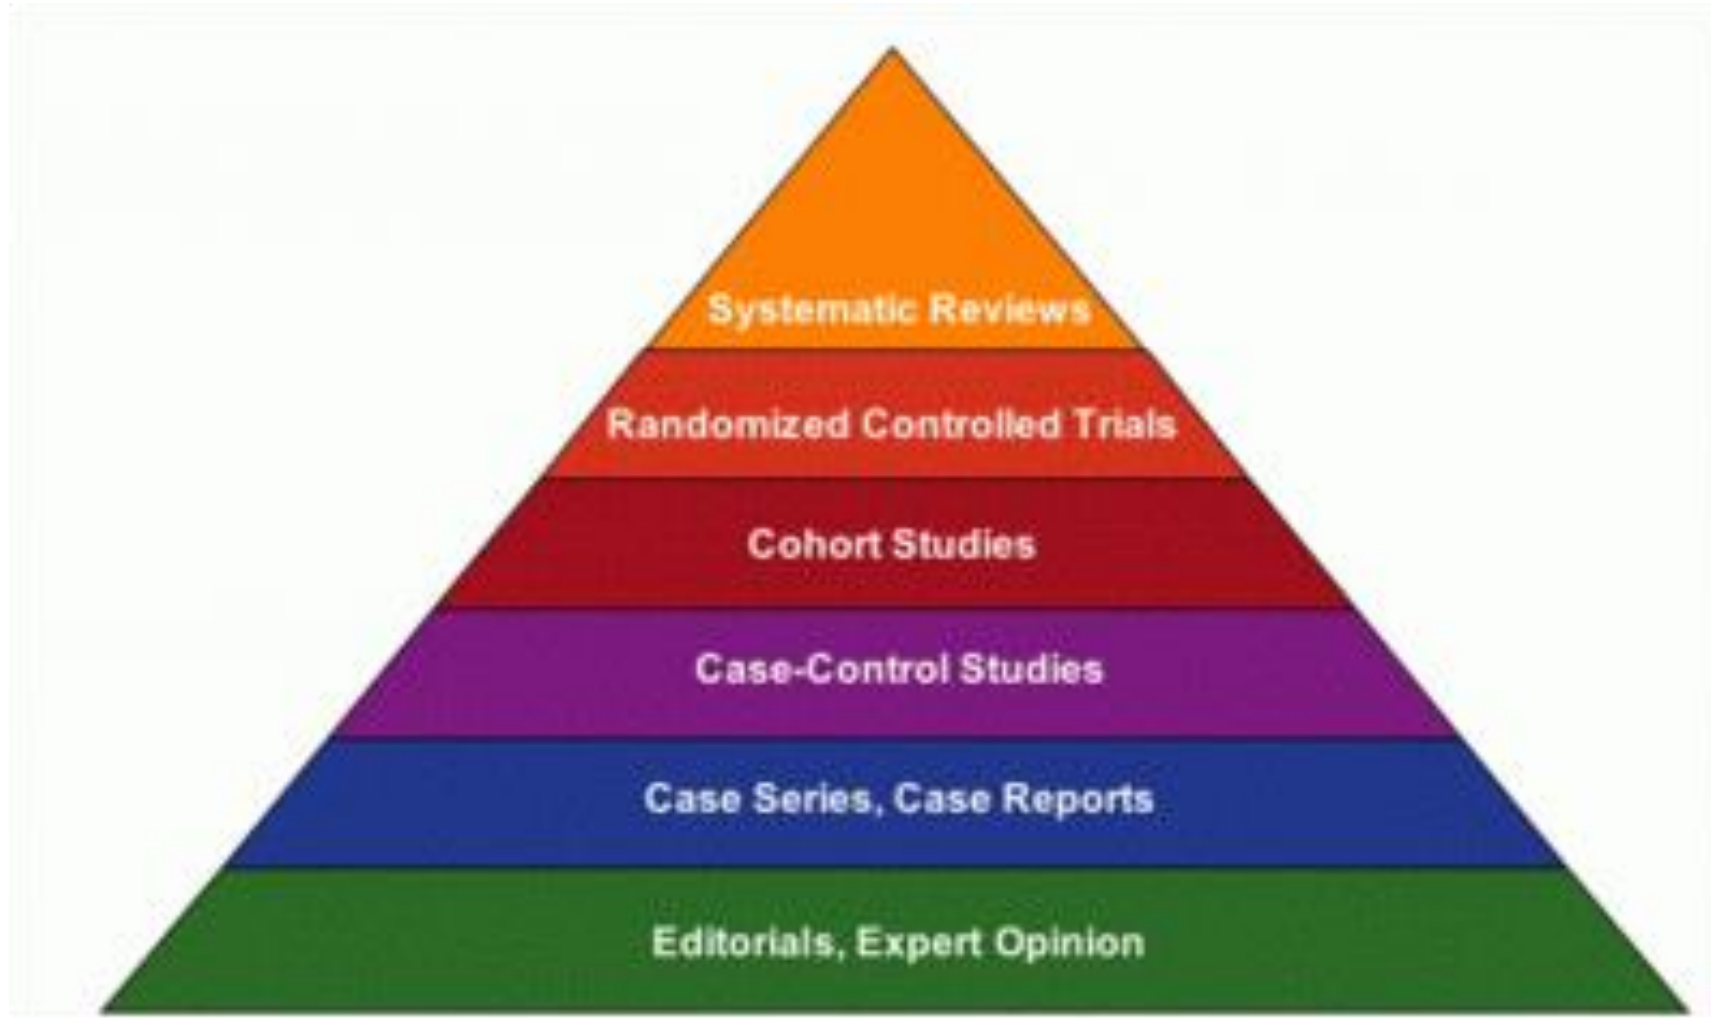 Systematic Reviews
Randomized Controlled Trials
Cohort Studies
Case-Control Studies
Case Series, Case Reports
Editorials, Expert Opinion